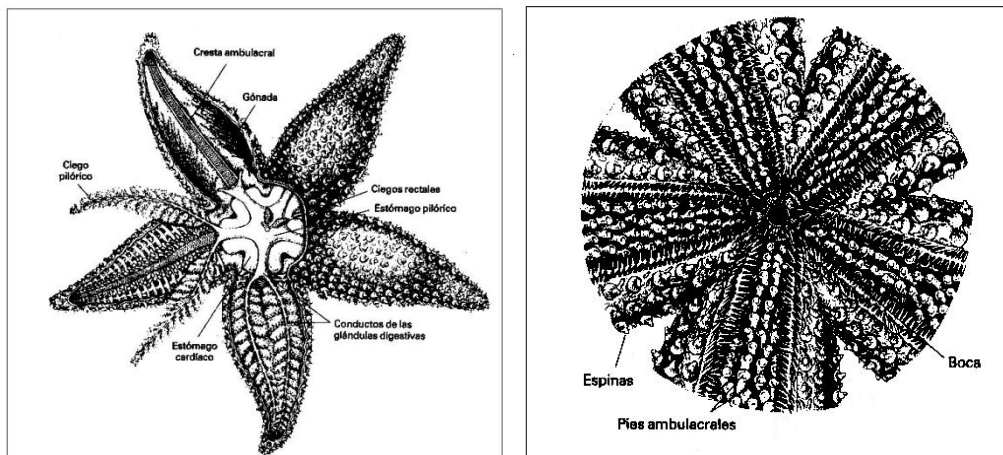 Cresta ambulacral
Gónada
Ciego
pilórico
Ciegos rectales
Estómago pilórico
Conductos de las
glándulas digestivas
Estómago
cardíaco
Espinas
Boca
Pies ambulacrales